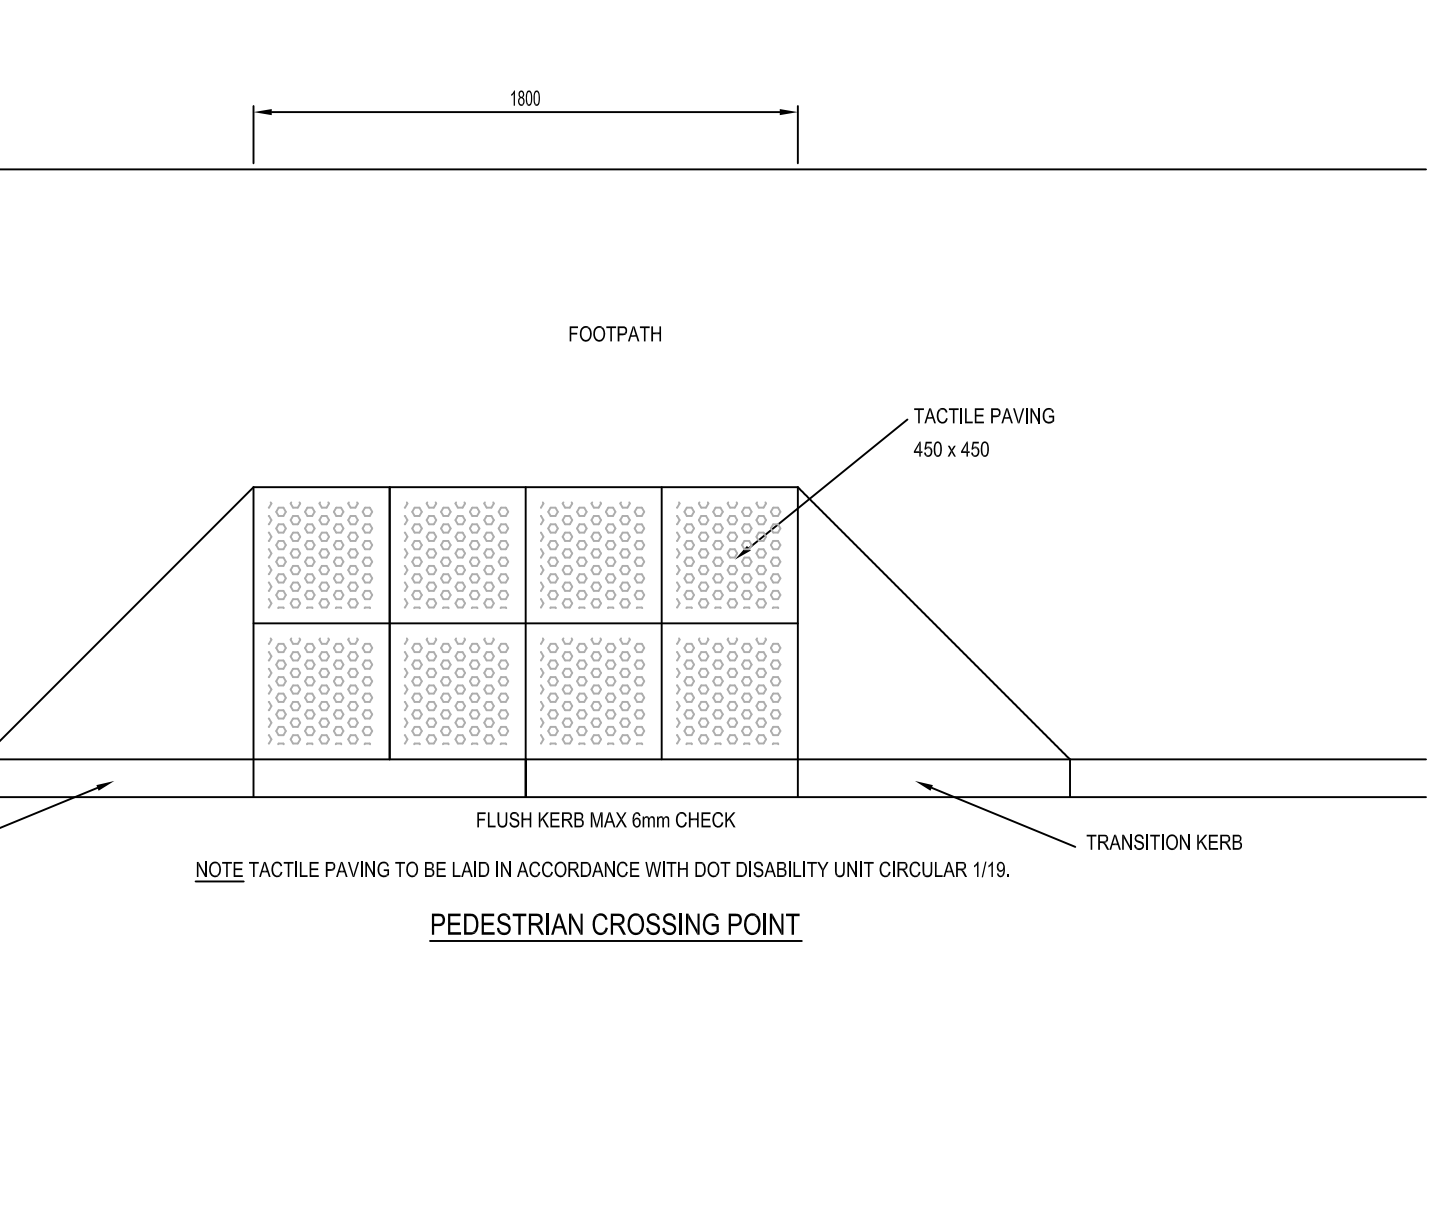 1800
FOOTPATH
TACTILE PAVING
450 x 450
FLUSH KERB MAX 6mm CHECK
TRANSITION KERB
NOTE TACTILE PAVING TO BE LAID IN ACCORDANCE WITH DOT DISABILITY UNIT CIRCULAR 1/19.
PEDESTRIAN CROSSING POINT